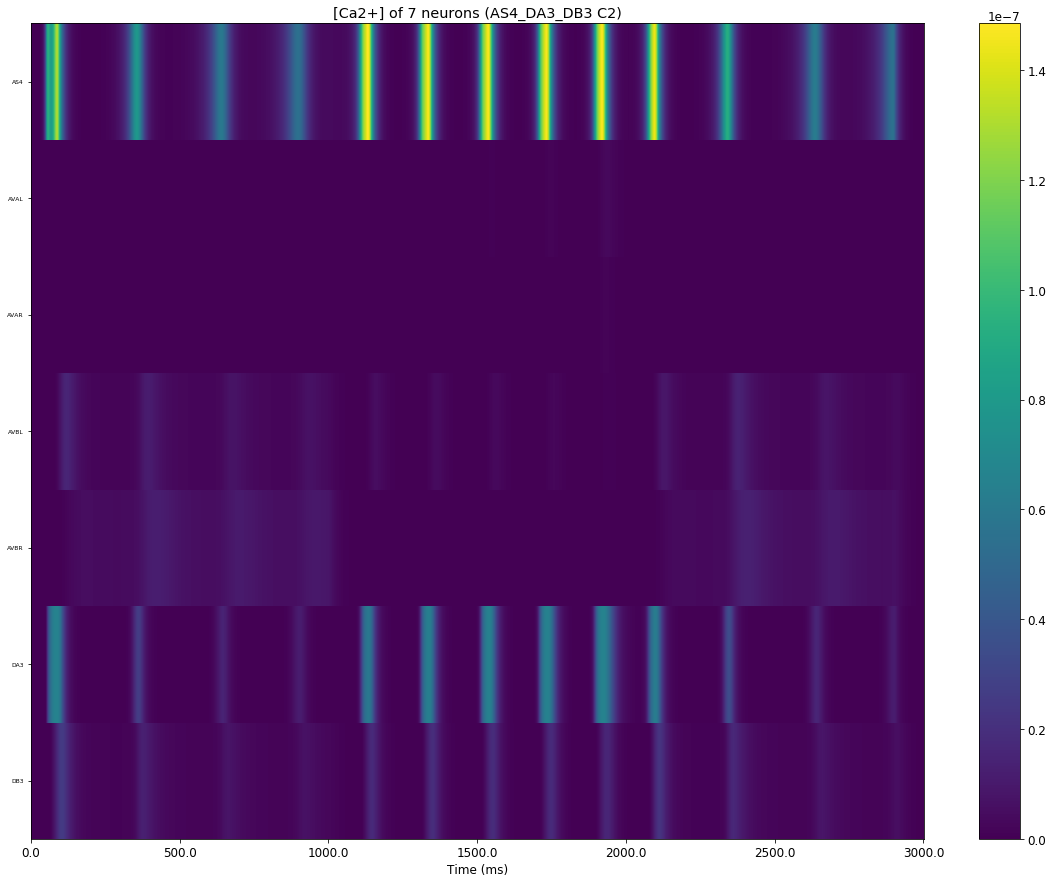 [Ca2+] of 7 neurons (AS4_DA3_DB3 C2)
1e−7
AS4
AVAL
AVAR
AVBL
AVBR
DA3
DB3
0.0 500.0 1000.0 1500.0 2000.0 2500.0 3000.0
Time (ms)
1.4
1.2
1.0
0.8
0.6
0.4
0.2
0.0